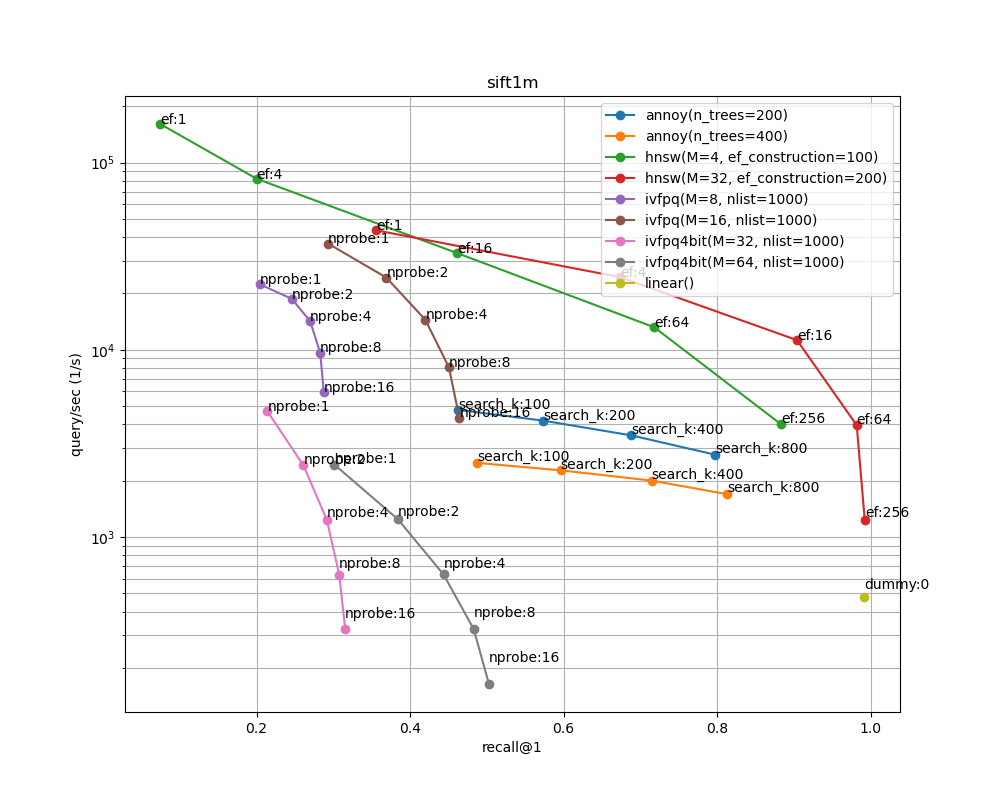 sift1m
annoy(n_trees=200)
annoy(n_trees=400)
hnsw(M=4, ef_construction=100)
hnsw(M=32, ef_construction=200)
ivfpq(M=8, nlist=1000)
ivfpq(M=16, nlist=1000)
ivfpq4bit(M=32, nlist=1000)
ivfpq4bit(M=64, nlist=1000)
linear()
ef:1
ef:4
ef:1
ef:16
ef:4
nprobe:1
nprobe:2
nprobe:1
nprobe:2
nprobe:4
nprobe:4
ef:64
ef:16
nprobe:8
nprobe:8
nprobe:16
search_k:100
nprobe:16
search_k:200
search_k:400
search_k:800
ef:256
ef:64
nprobe:1
search_k:100
search_k:200
search_k:400
search_k:800
nprobe:2
nprobe:1
nprobe:4
nprobe:2
ef:256
nprobe:8
nprobe:4
dummy:0
nprobe:16
nprobe:8
nprobe:16
10^5
10^4
10^3
query/sec (1/s)
0.2 0.4 0.6 0.8 1.0
recall@1